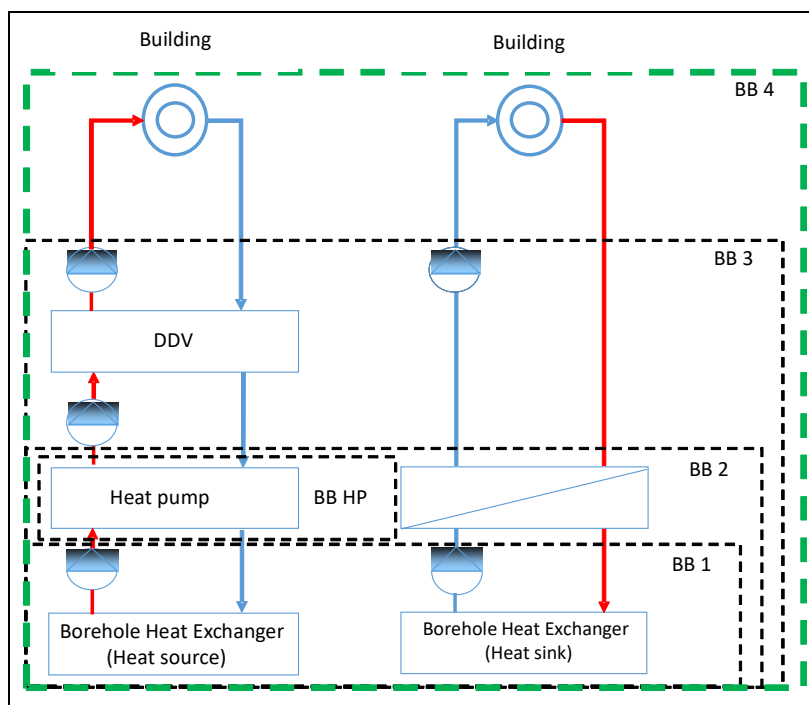 Building
Building
BB 4
BB 3
DDV
BB 2
Heat pump
BB HP
BB 1
Borehole Heat Exchanger
(Heat source)
Borehole Heat Exchanger
(Heat sink)